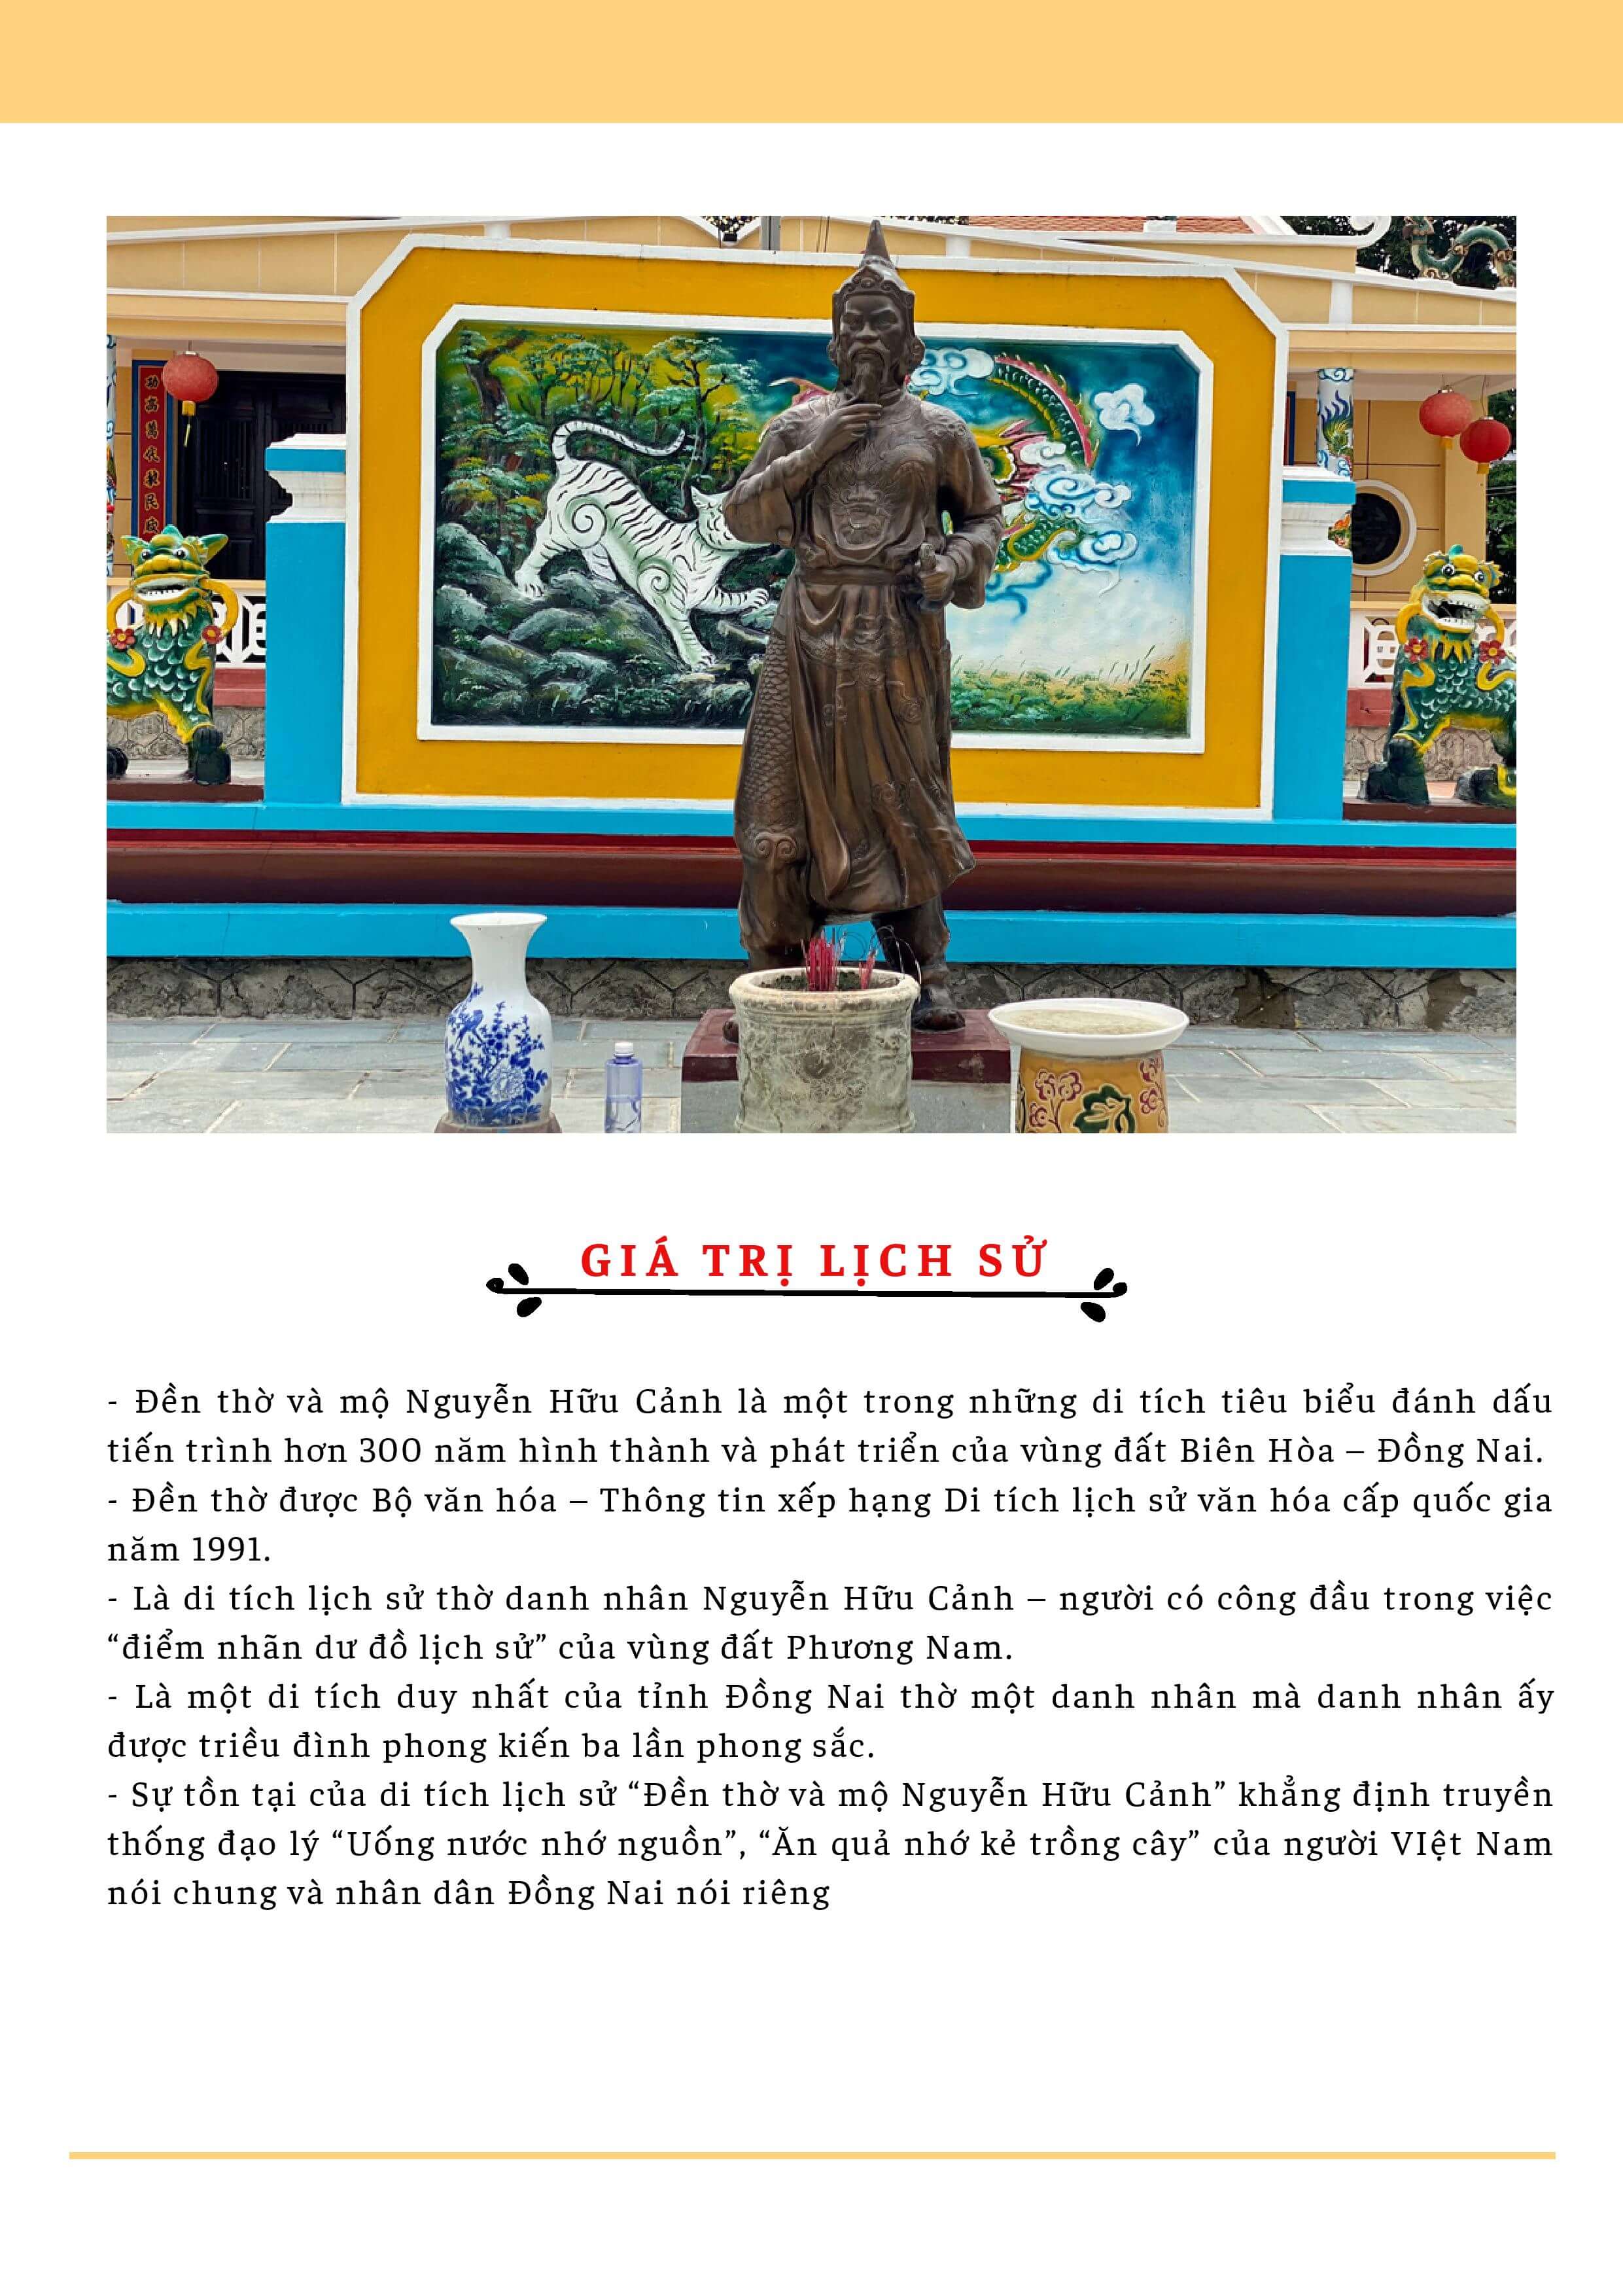 功高萬代
GIÁ TRỊ LỊCH SỬ
- Đền thờ và mộ Nguyễn Hữu Cảnh là một trong những di tích tiêu biểu đánh dấu
tiến trình hơn 300 năm hình thành và phát triển của vùng đất Biên Hòa – Đồng Nai.
- Đền thờ được Bộ văn hóa – Thông tin xếp hạng Di tích lịch sử văn hóa cấp quốc gia
năm 1991.
- Là di tích lịch sử thờ danh nhân Nguyễn Hữu Cảnh – người có công đầu trong việc
“điểm nhãn dư đồ lịch sử” của vùng đất Phương Nam.
- Là một di tích duy nhất của tỉnh Đồng Nai thờ một danh nhân mà danh nhân ấy
được triều đình phong kiến ba lần phong sắc.
- Sự tồn tại của di tích lịch sử “Đền thờ và mộ Nguyễn Hữu Cảnh” khẳng định truyền
thống đạo lý “Uống nước nhớ nguồn”, “Ăn quả nhớ kẻ trồng cây” của người VIệt Nam
nói chung và nhân dân Đồng Nai nói riêng